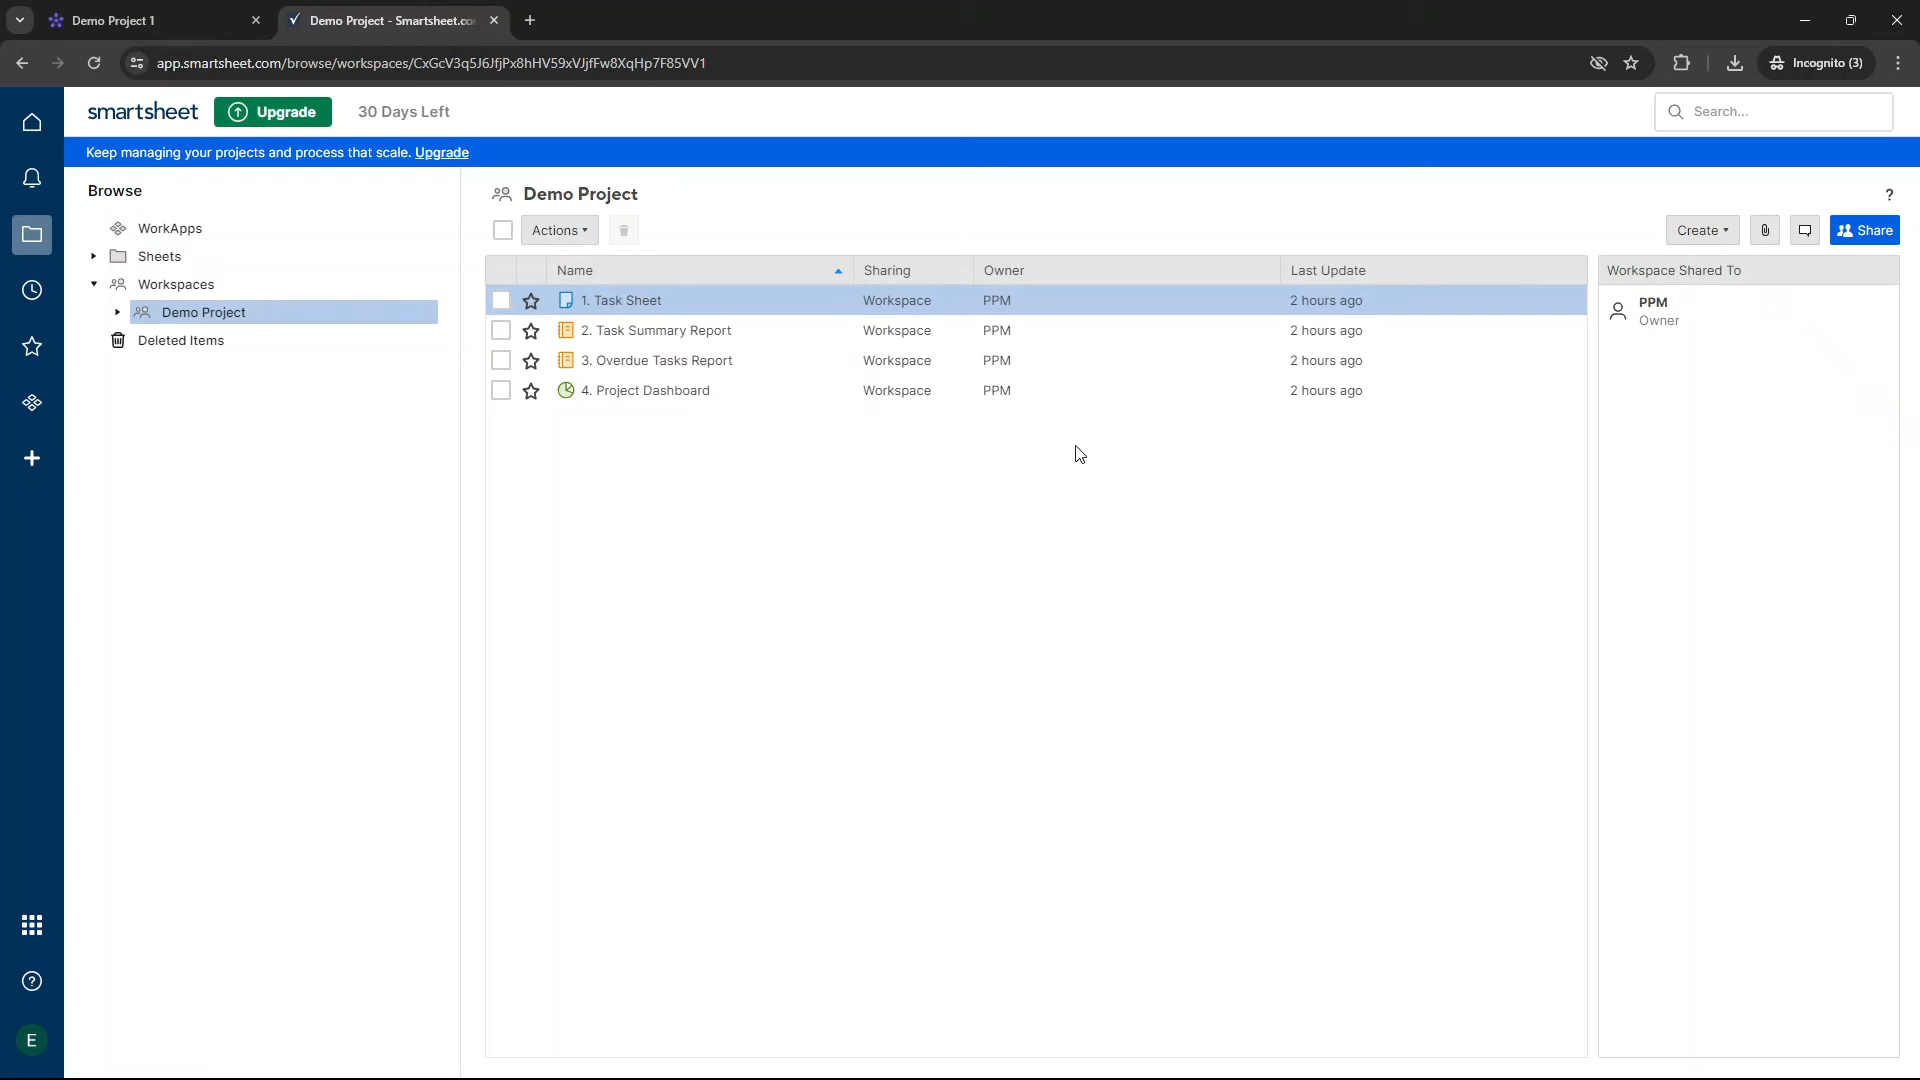 Demo Project 1
Demo Project - Smartsheet.co
app.smartsheet.com/browse/workspaces/CxGcV3q5J6JfjPx8hHV59xVJjfFw8XqHp7F85VV1
Incognito (3)
smartsheet
Upgrade
30 Days Left
Search...
Keep managing your projects and process that scale. Upgrade
Browse
WorkApps
Sheets
Workspaces
Demo Project
Deleted Items
Demo Project
?
Actions
Create
Share
Name Sharing Owner Last Update
1. Task Sheet Workspace PPM 2 hours ago
2. Task Summary Report Workspace PPM 2 hours ago
3. Overdue Tasks Report Workspace PPM 2 hours ago
4. Project Dashboard Workspace PPM 2 hours ago
Workspace Shared To
PPM
Owner
E